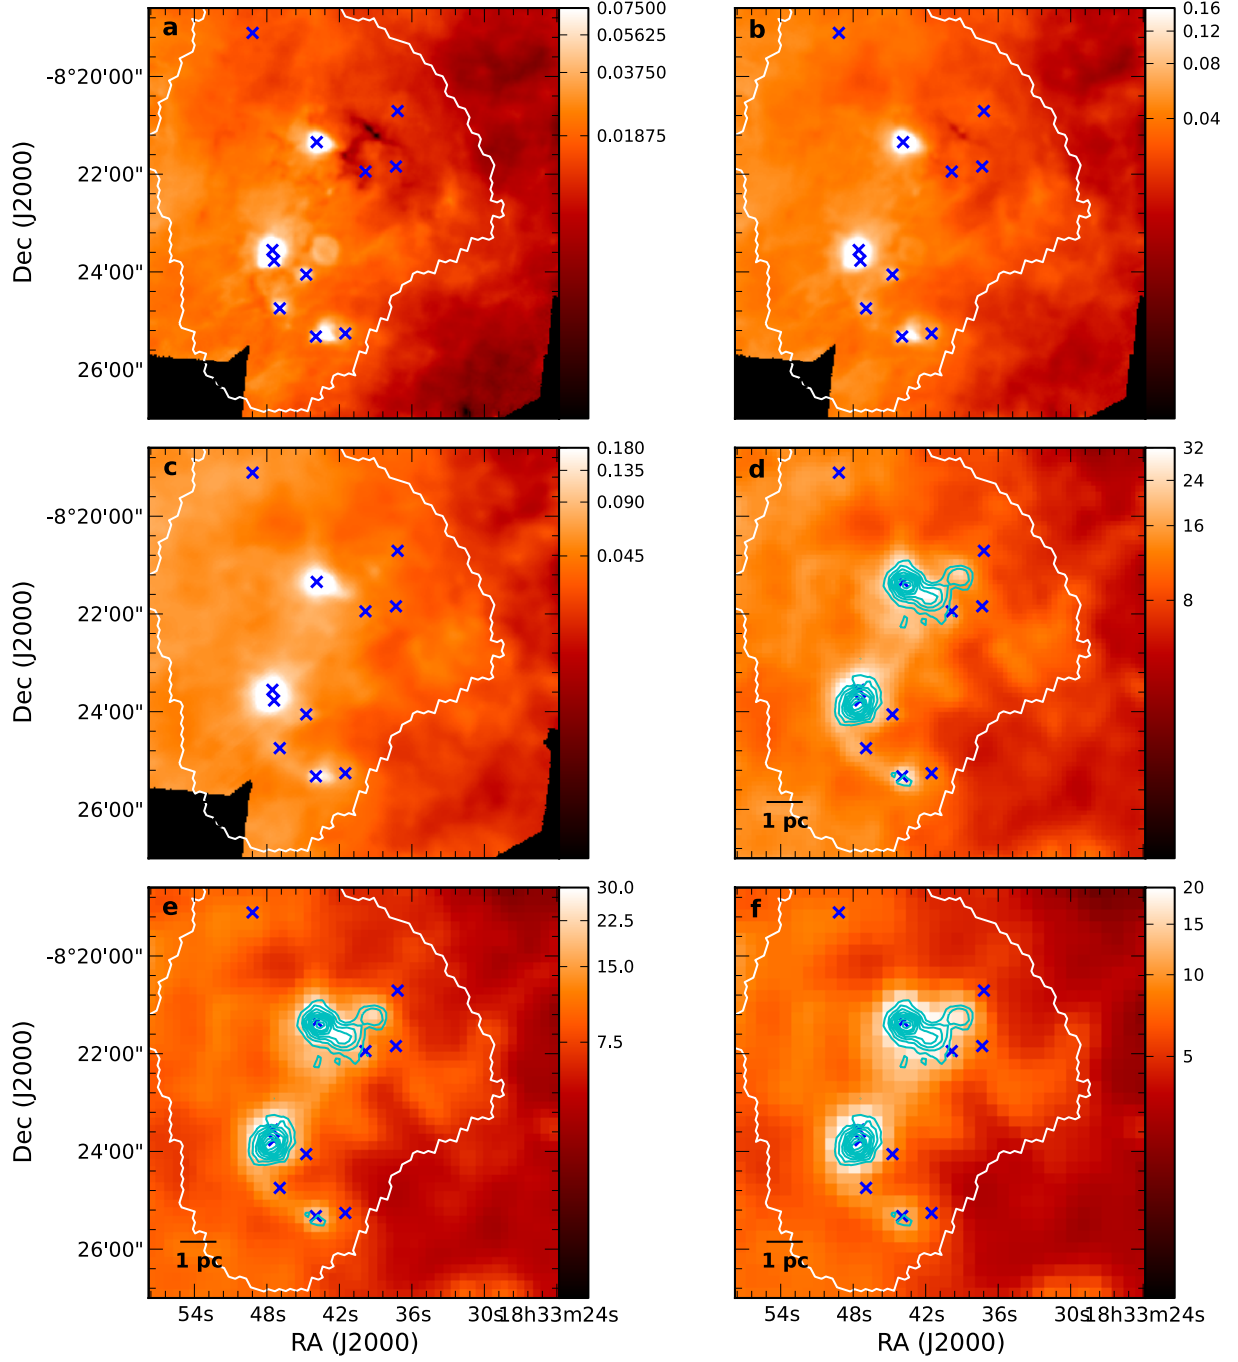 a
0.07500
0.05625
0.03750
0.01875
-8°20'00"
22'00"
24'00"
26'00"
Dec (J2000)
b
0.16
0.12
0.08
0.04
c
0.180
0.135
0.090
0.045
-8°20'00"
22'00"
24'00"
26'00"
Dec (J2000)
d
32
24
16
8
1 pc
e
30.0
22.5
15.0
7.5
-8°20'00"
22'00"
24'00"
26'00"
Dec (J2000)
1 pc
54s 48s 42s 36s 30s 18h33m24s
RA (J2000)
f
20
15
10
5
1 pc
54s 48s 42s 36s 30s 18h33m24s
RA (J2000)